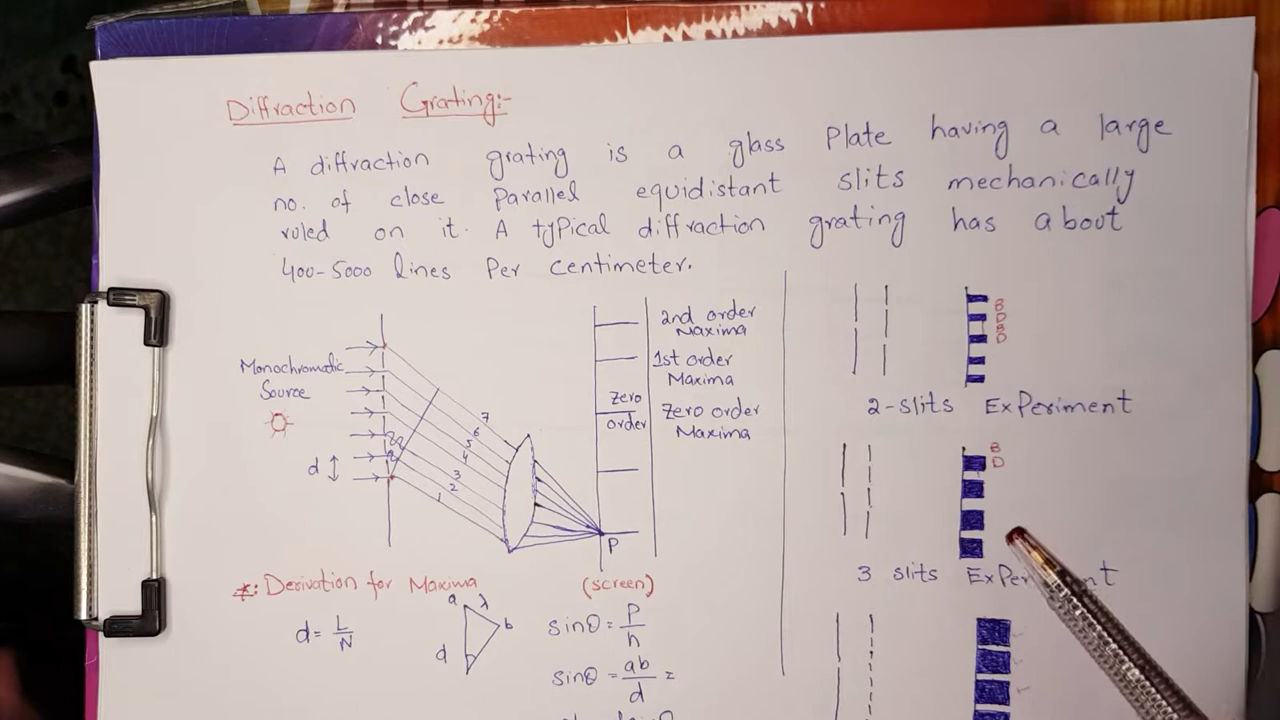 Diffraction Grating:-
A diffraction grating is a glass Plate having a large
no. of close Parallel equidistant slits mechanically
ruled on it. A typical diffraction grating has about
400-5000 lines Per centimeter.
Monochromatic
Source
d
7
6
5
4
3
2
1
zero
order
P
2nd order
Maxima
1st order
Maxima
zero order
Maxima
(screen)
B
D
B
D
2-slits Experiment
B
D
3 slits
*: Derivation for Maxima
d = L/N
a λ
b
d
sinθ = P/h
sinθ = ab/d =